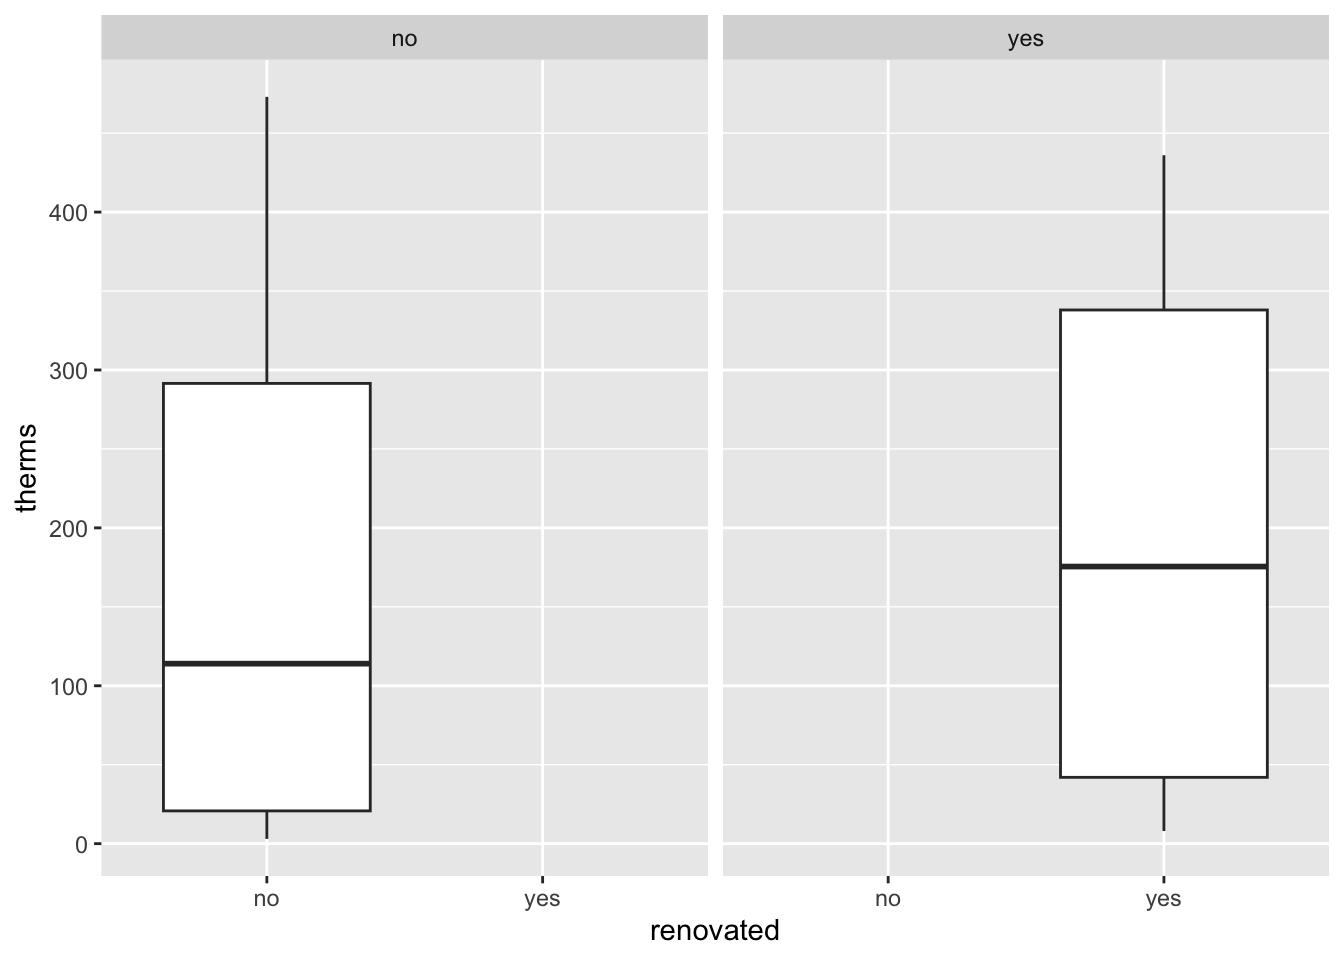 no yes
therms
400
300
200
100
0
no yes no yes
renovated